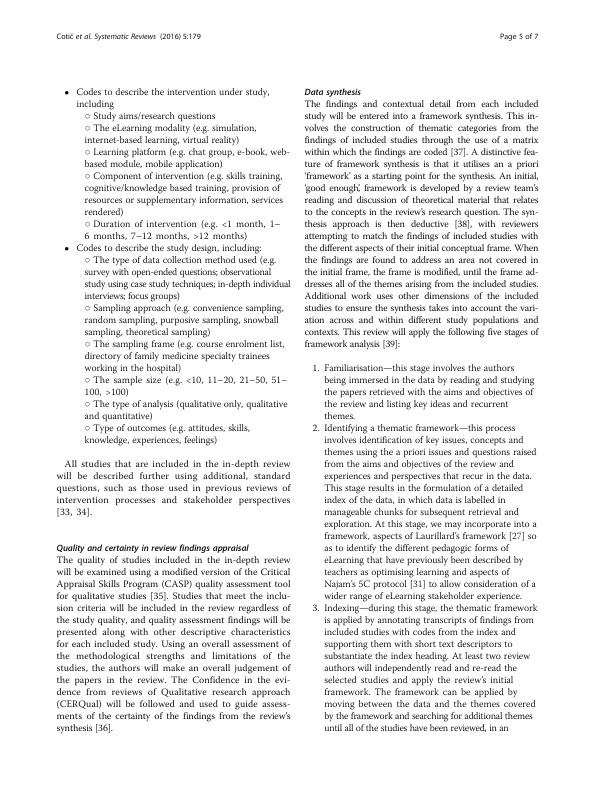 Cotič et al. Systematic Reviews (2016) 5:179
Page 5 of 7
• Codes to describe the intervention under study,
including
○ Study aims/research questions
○ The eLearning modality (e.g. simulation,
internet-based learning, virtual reality)
○ Learning platform (e.g. chat group, e-book, web-
based module, mobile application)
○ Component of intervention (e.g. skills training,
cognitive/knowledge based training, provision of
resources or supplementary information, services
rendered)
○ Duration of intervention (e.g. <1 month, 1–
6 months, 7–12 months, >12 months)
• Codes to describe the study design, including:
○ The type of data collection method used (e.g.
survey with open-ended questions; observational
study using case study techniques; in-depth individual
interviews; focus groups)
○ Sampling approach (e.g. convenience sampling,
random sampling, purposive sampling, snowball
sampling, theoretical sampling)
○ The sampling frame (e.g. course enrolment list,
directory of family medicine specialty trainees
working in the hospital)
○ The sample size (e.g. <10, 11–20, 21–50, 51–
100, >100)
○ The type of analysis (qualitative only, qualitative
and quantitative)
○ Type of outcomes (e.g. attitudes, skills,
knowledge, experiences, feelings)
All studies that are included in the in-depth review
will be described further using additional, standard
questions, such as those used in previous reviews of
intervention processes and stakeholder perspectives
[33, 34].
Quality and certainty in review findings appraisal
The quality of studies included in the in-depth review
will be examined using a modified version of the Critical
Appraisal Skills Program (CASP) quality assessment tool
for qualitative studies [35]. Studies that meet the inclu-
sion criteria will be included in the review regardless of
the study quality, and quality assessment findings will be
presented along with other descriptive characteristics
for each included study. Using an overall assessment of
the methodological strengths and limitations of the
studies, the authors will make an overall judgement of
the papers in the review. The Confidence in the evi-
dence from reviews of Qualitative research approach
(CERQual) will be followed and used to guide assess-
ments of the certainty of the findings from the review's
synthesis [36].
Data synthesis
The findings and contextual detail from each included
study will be entered into a framework synthesis. This in-
volves the construction of thematic categories from the
findings of included studies through the use of a matrix
within which the findings are coded [37]. A distinctive fea-
ture of framework synthesis is that it utilises an a priori
'framework' as a starting point for the synthesis. An initial,
'good enough', framework is developed by a review team's
reading and discussion of theoretical material that relates
to the concepts in the review's research question. The syn-
thesis approach is then deductive [38], with reviewers
attempting to match the findings of included studies with
the different aspects of their initial conceptual frame. When
the findings are found to address an area not covered in
the initial frame, the frame is modified, until the frame ad-
dresses all of the themes arising from the included studies.
Additional work uses other dimensions of the included
studies to ensure the synthesis takes into account the vari-
ation across and within different study populations and
contexts. This review will apply the following five stages of
framework analysis [39]:
1. Familiarisation—this stage involves the authors
being immersed in the data by reading and studying
the papers retrieved with the aims and objectives of
the review and listing key ideas and recurrent
themes.
2. Identifying a thematic framework—this process
involves identification of key issues, concepts and
themes using the a priori issues and questions raised
from the aims and objectives of the review and
experiences and perspectives that recur in the data.
This stage results in the formulation of a detailed
index of the data, in which data is labelled in
manageable chunks for subsequent retrieval and
exploration. At this stage, we may incorporate into a
framework, aspects of Laurillard's framework [27] so
as to identify the different pedagogic forms of
eLearning that have previously been described by
teachers as optimising learning and aspects of
Najam's 5C protocol [31] to allow consideration of a
wider range of eLearning stakeholder experience.
3. Indexing—during this stage, the thematic framework
is applied by annotating transcripts of findings from
included studies with codes from the index and
supporting them with short text descriptors to
substantiate the index heading. At least two review
authors will independently read and re-read the
selected studies and apply the review's initial
framework. The framework can be applied by
moving between the data and the themes covered
by the framework and searching for additional themes
until all of the studies have been reviewed, in an